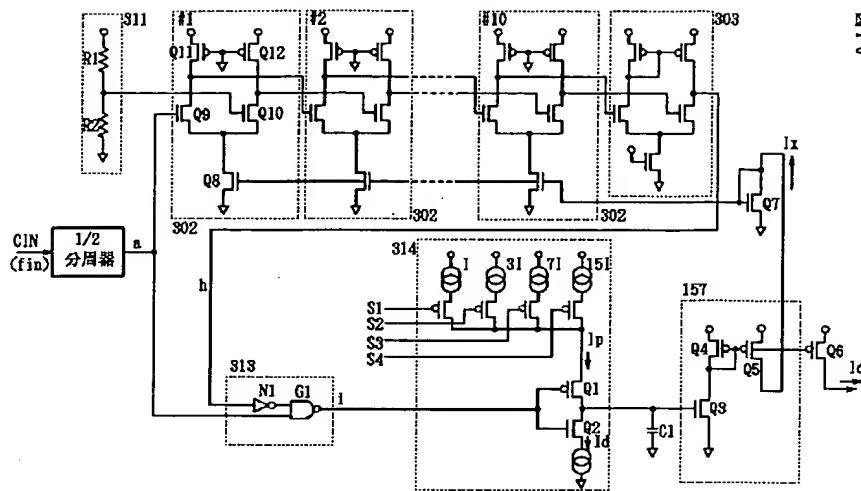 311
#1
#2
#10
303
R1
Q11
Q12
R2
Q9
Q10
Ix
Q8
Q7
302
302
302
CIN
(fin)
1/2
分周器
a
h
314
I
3I
7I
15I
157
S1
S2
S3
S4
Ip
Q4
Q5
Q6
313
N1
G1
i
Q1
Q2
Id
C1
Q3